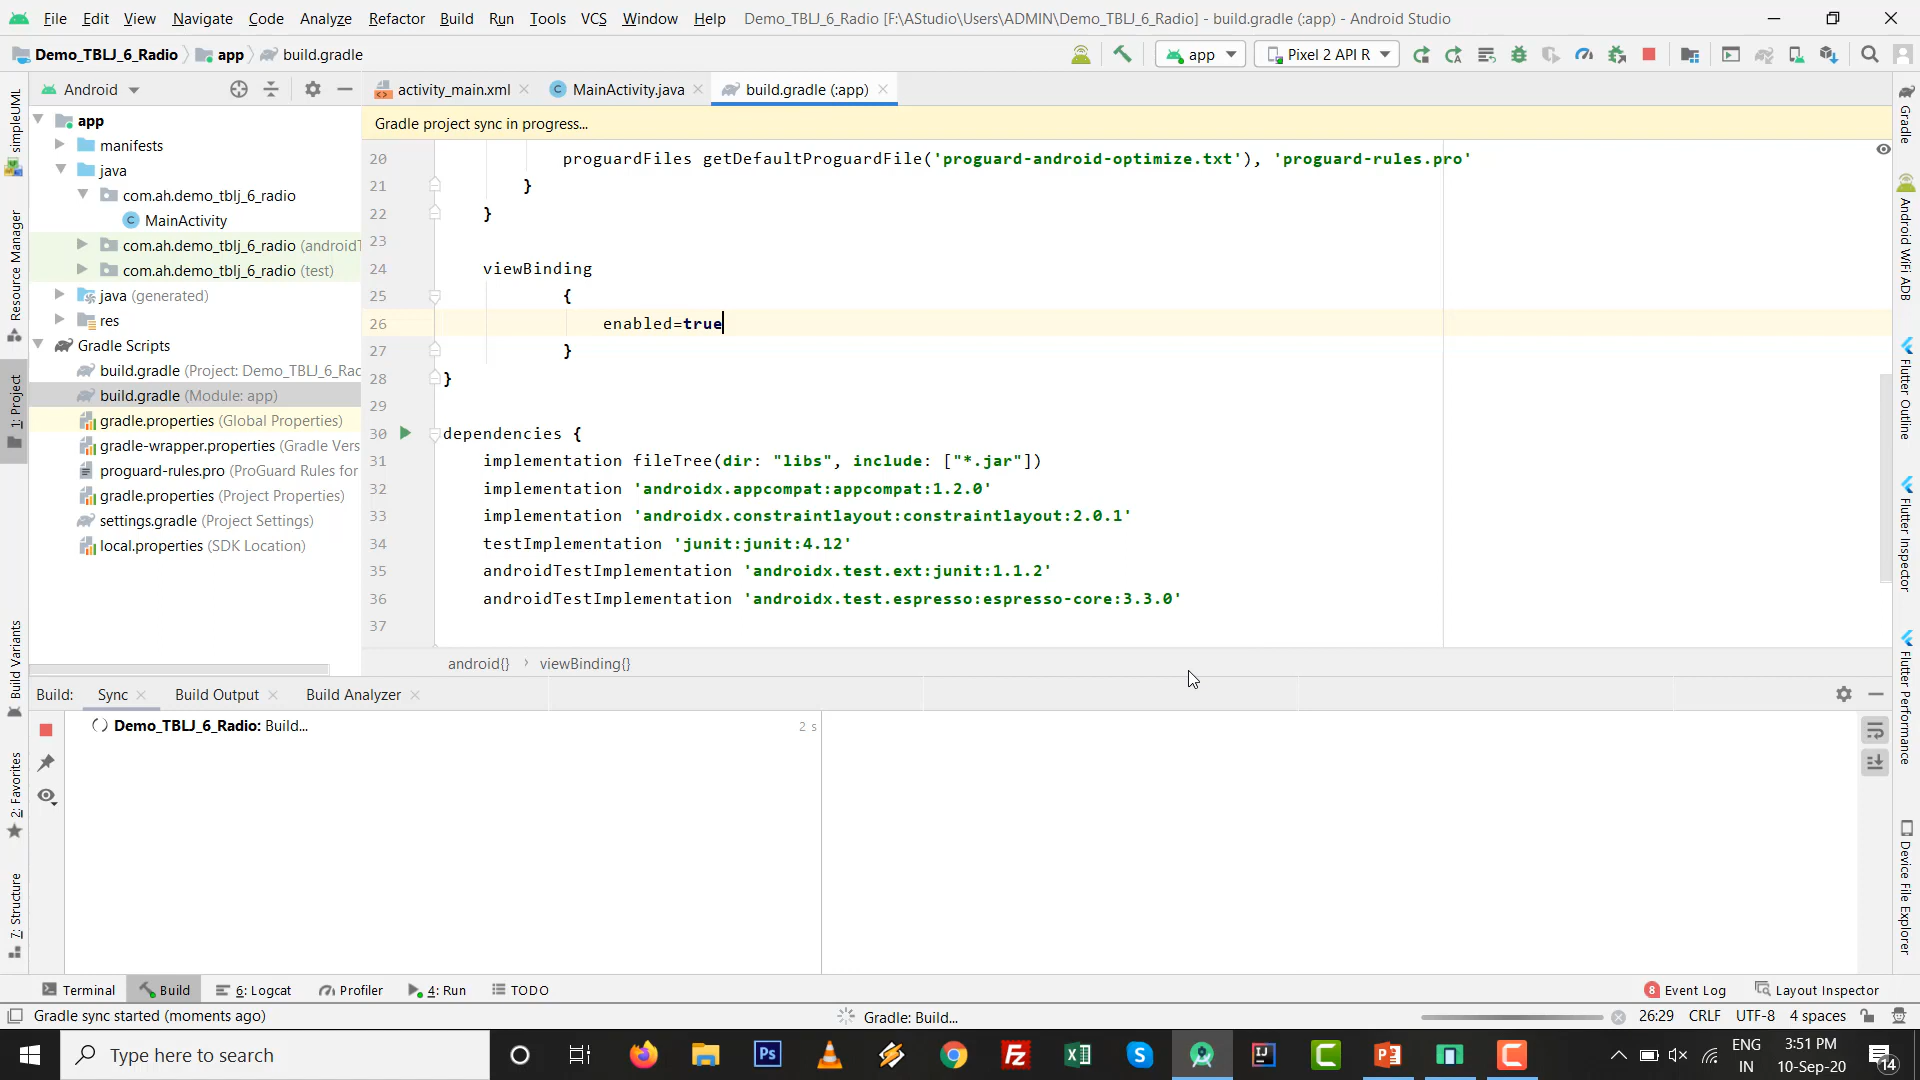 File Edit View Navigate Code Analyze Refactor Build Run Tools VCS Window Help Demo_TBLJ_6_Radio [F:\AStudio\Users\ADMIN\Demo_TBLJ_6_Radio] - build.gradle (:app) - Android Studio
Demo_TBLJ_6_Radio app build.gradle app Pixel 2 API R
Android activity_main.xml MainActivity.java build.gradle (:app)
Gradle project sync in progress...
app
manifests
java
com.ah.demo_tblj_6_radio
MainActivity
com.ah.demo_tblj_6_radio (android
com.ah.demo_tblj_6_radio (test)
java (generated)
res
Gradle Scripts
build.gradle (Project: Demo_TBLJ_6_Rac
build.gradle (Module: app)
gradle.properties (Global Properties)
gradle-wrapper.properties (Gradle Vers
proguard-rules.pro (ProGuard Rules for
gradle.properties (Project Properties)
settings.gradle (Project Settings)
local.properties (SDK Location)
20 proguardFiles getDefaultProguardFile('proguard-android-optimize.txt'), 'proguard-rules.pro'
21 }
22 }
23
24 viewBinding
25 {
26 enabled=true
27 }
28 }
29
30 dependencies {
31 implementation fileTree(dir: "libs", include: ["*.jar"])
32 implementation 'androidx.appcompat:appcompat:1.2.0'
33 implementation 'androidx.constraintlayout:constraintlayout:2.0.1'
34 testImplementation 'junit:junit:4.12'
35 androidTestImplementation 'androidx.test.ext:junit:1.1.2'
36 androidTestImplementation 'androidx.test.espresso:espresso-core:3.3.0'
37
android{} › viewBinding{}
simpleUML
Resource Manager
1: Project
Build Variants
2: Favorites
7: Structure
Gradle
Android WiFi ADB
Flutter Outline
Flutter Inspector
Flutter Performance
Device File Explorer
Build: Sync Build Output Build Analyzer
Demo_TBLJ_6_Radio: Build... 2 s
Terminal Build 6: Logcat Profiler 4: Run TODO 8 Event Log Layout Inspector
Gradle sync started (moments ago) Gradle: Build... 26:29 CRLF UTF-8 4 spaces
Type here to search
ENG
IN
3:51 PM
10-Sep-20
14